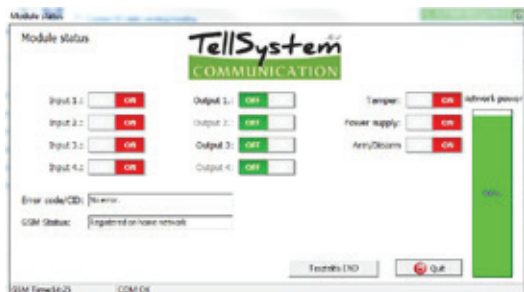 Module status
Module status
TellSystem
COMMUNICATION
Input 1.: ON
Output 1.: OFF
Tamper: ON
Network power
Input 2.: ON
Output 2.: OFF
Power supply: ON
Input 3.: ON
Output 3.: OFF
Arm/Disarm ON
Input 4.: ON
Output 4.: OFF
Error code/CID: No error.
GSM Status: Registered on home network
Quit
COM OK